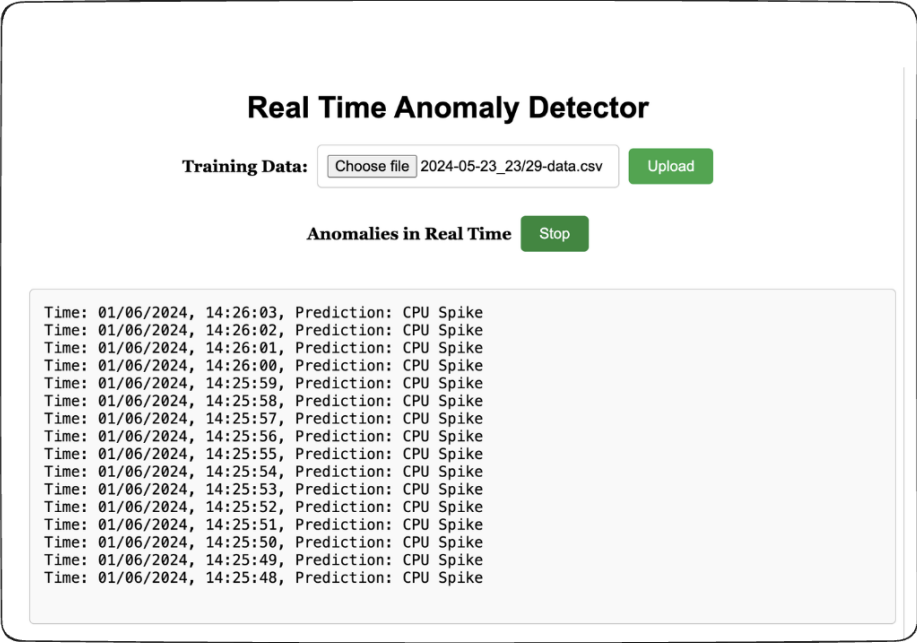 Real Time Anomaly Detector
Training Data: Choose file 2024-05-23_23/29-data.csv Upload
Anomalies in Real Time Stop
Time: 01/06/2024, 14:26:03, Prediction: CPU Spike
Time: 01/06/2024, 14:26:02, Prediction: CPU Spike
Time: 01/06/2024, 14:26:01, Prediction: CPU Spike
Time: 01/06/2024, 14:26:00, Prediction: CPU Spike
Time: 01/06/2024, 14:25:59, Prediction: CPU Spike
Time: 01/06/2024, 14:25:58, Prediction: CPU Spike
Time: 01/06/2024, 14:25:57, Prediction: CPU Spike
Time: 01/06/2024, 14:25:56, Prediction: CPU Spike
Time: 01/06/2024, 14:25:55, Prediction: CPU Spike
Time: 01/06/2024, 14:25:54, Prediction: CPU Spike
Time: 01/06/2024, 14:25:53, Prediction: CPU Spike
Time: 01/06/2024, 14:25:52, Prediction: CPU Spike
Time: 01/06/2024, 14:25:51, Prediction: CPU Spike
Time: 01/06/2024, 14:25:50, Prediction: CPU Spike
Time: 01/06/2024, 14:25:49, Prediction: CPU Spike
Time: 01/06/2024, 14:25:48, Prediction: CPU Spike